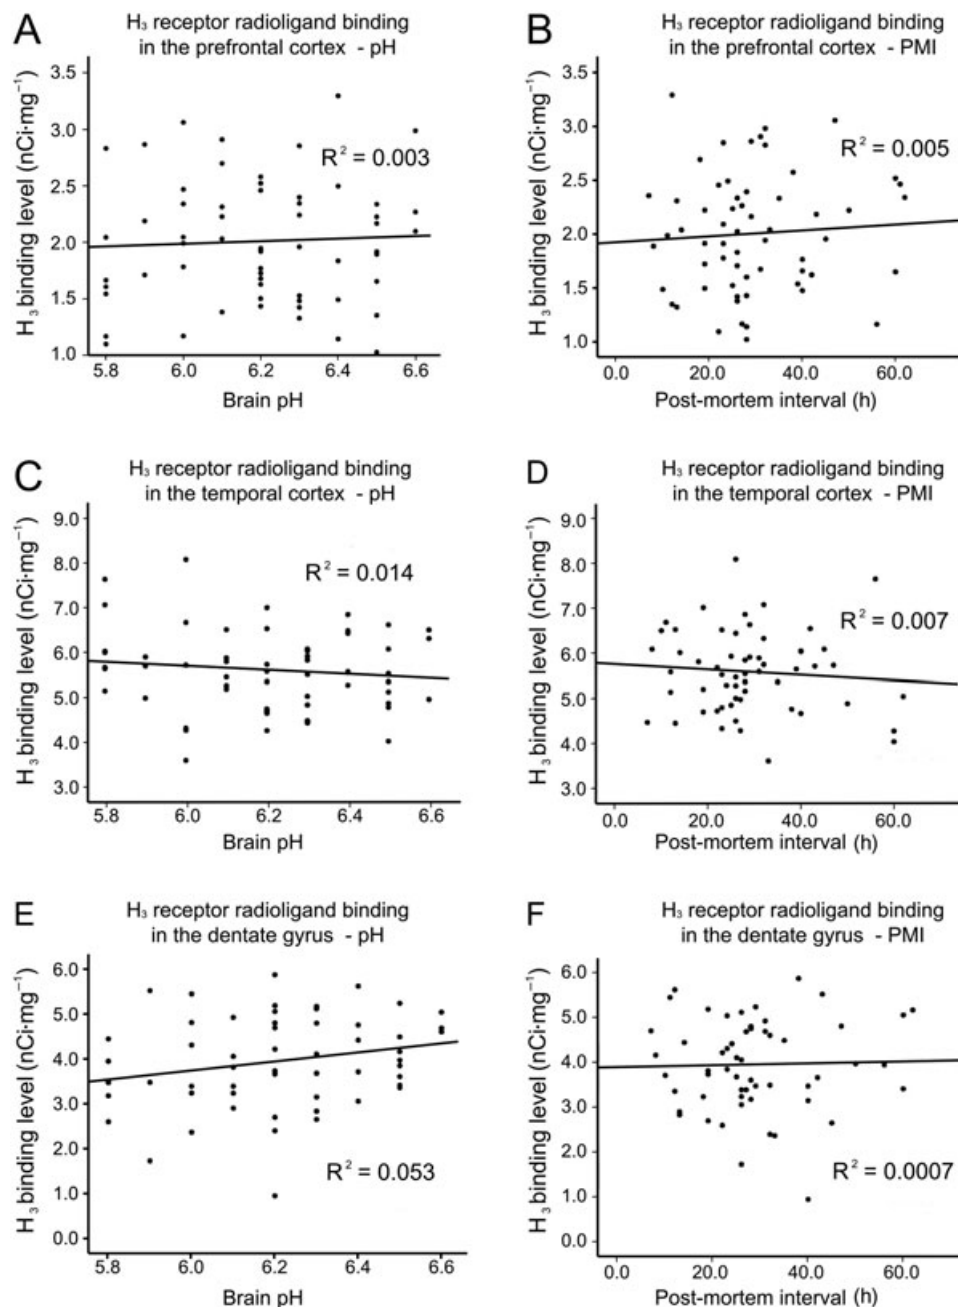 A
H₃ receptor radioligand binding
in the prefrontal cortex - pH
H₃ binding level (nCi·mg⁻¹)
3.5
3.0
2.5
2.0
1.5
1.0
R² = 0.003
5.8 6.0 6.2 6.4 6.6
Brain pH
B
H₃ receptor radioligand binding
in the prefrontal cortex - PMI
H₃ binding level (nCi·mg⁻¹)
3.5
3.0
2.5
2.0
1.5
1.0
R² = 0.005
0.0 20.0 40.0 60.0
Post-mortem interval (h)
C
H₃ receptor radioligand binding
in the temporal cortex - pH
H₃ binding level (nCi·mg⁻¹)
9.0
8.0
7.0
6.0
5.0
4.0
3.0
R² = 0.014
5.8 6.0 6.2 6.4 6.6
Brain pH
D
H₃ receptor radioligand binding
in the temporal cortex - PMI
H₃ binding level (nCi·mg⁻¹)
9.0
8.0
7.0
6.0
5.0
4.0
3.0
R² = 0.007
0.0 20.0 40.0 60.0
Post-mortem interval (h)
E
H₃ receptor radioligand binding
in the dentate gyrus - pH
H₃ binding level (nCi·mg⁻¹)
6.0
5.0
4.0
3.0
2.0
1.0
0.0
R² = 0.053
5.8 6.0 6.2 6.4 6.6
Brain pH
F
H₃ receptor radioligand binding
in the dentate gyrus - PMI
H₃ binding level (nCi·mg⁻¹)
6.0
5.0
4.0
3.0
2.0
1.0
0.0
R² = 0.0007
0.0 20.0 40.0 60.0
Post-mortem interval (h)